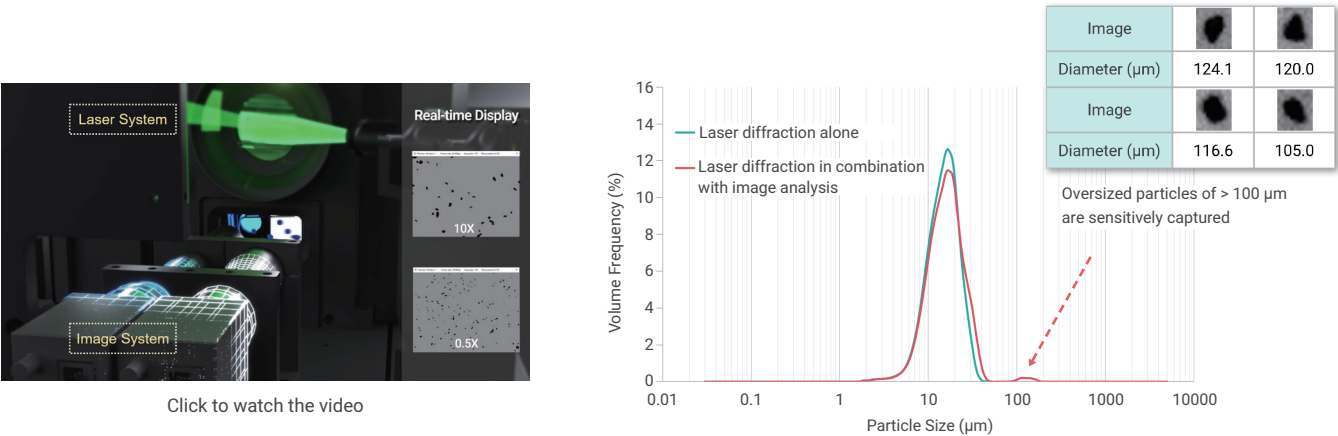 Laser System
Real-time Display
10X
0.5X
Image System
Click to watch the video
Image
Diameter (μm) 124.1 120.0
Image
Diameter (μm) 116.6 105.0
Oversized particles of > 100 μm
are sensitively captured
Laser diffraction alone
Laser diffraction in combination
with image analysis
Volume Frequency (%)
16
14
12
10
8
6
4
2
0
0.01 0.1 1 10 100 1000 10000
Particle Size (μm)